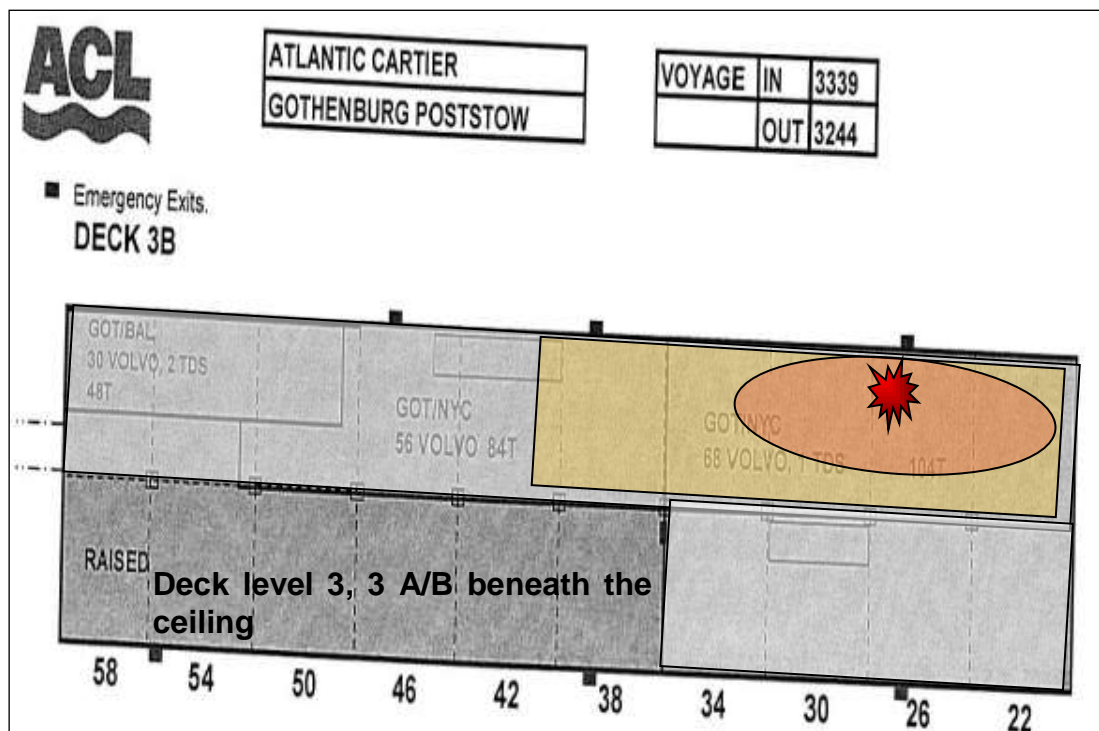 ACL
ATLANTIC CARTIER
GOTHENBURG POSTSTOW
VOYAGE IN 3339
OUT 3244
Emergency Exits.
DECK 3B
GOT/BAL
30 VOLVO, 2 TDS
48T
GOT/NYC
56 VOLVO 84T
GOT/NYC
68 VOLVO, 1 TDS 104T
RAISED
Deck level 3, 3 A/B beneath the
ceiling
58 54 50 46 42 38 34 30 26 22